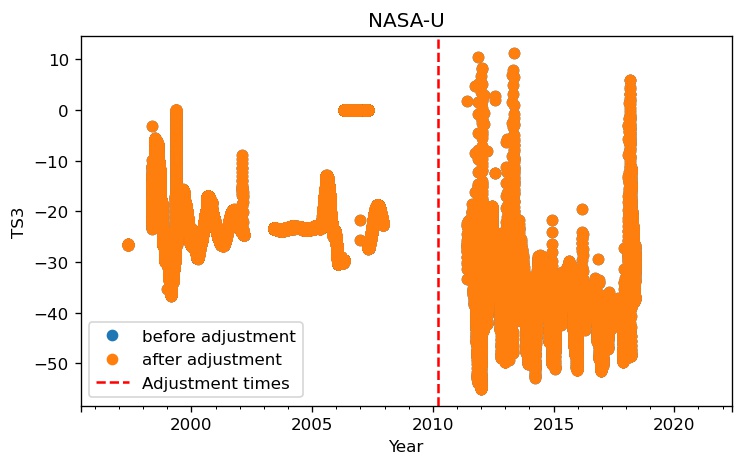 NASA-U
10
0
−10
−20
−30
−40
−50
TS3
before adjustment
after adjustment
Adjustment times
2000
2005
2010
2015
2020
Year